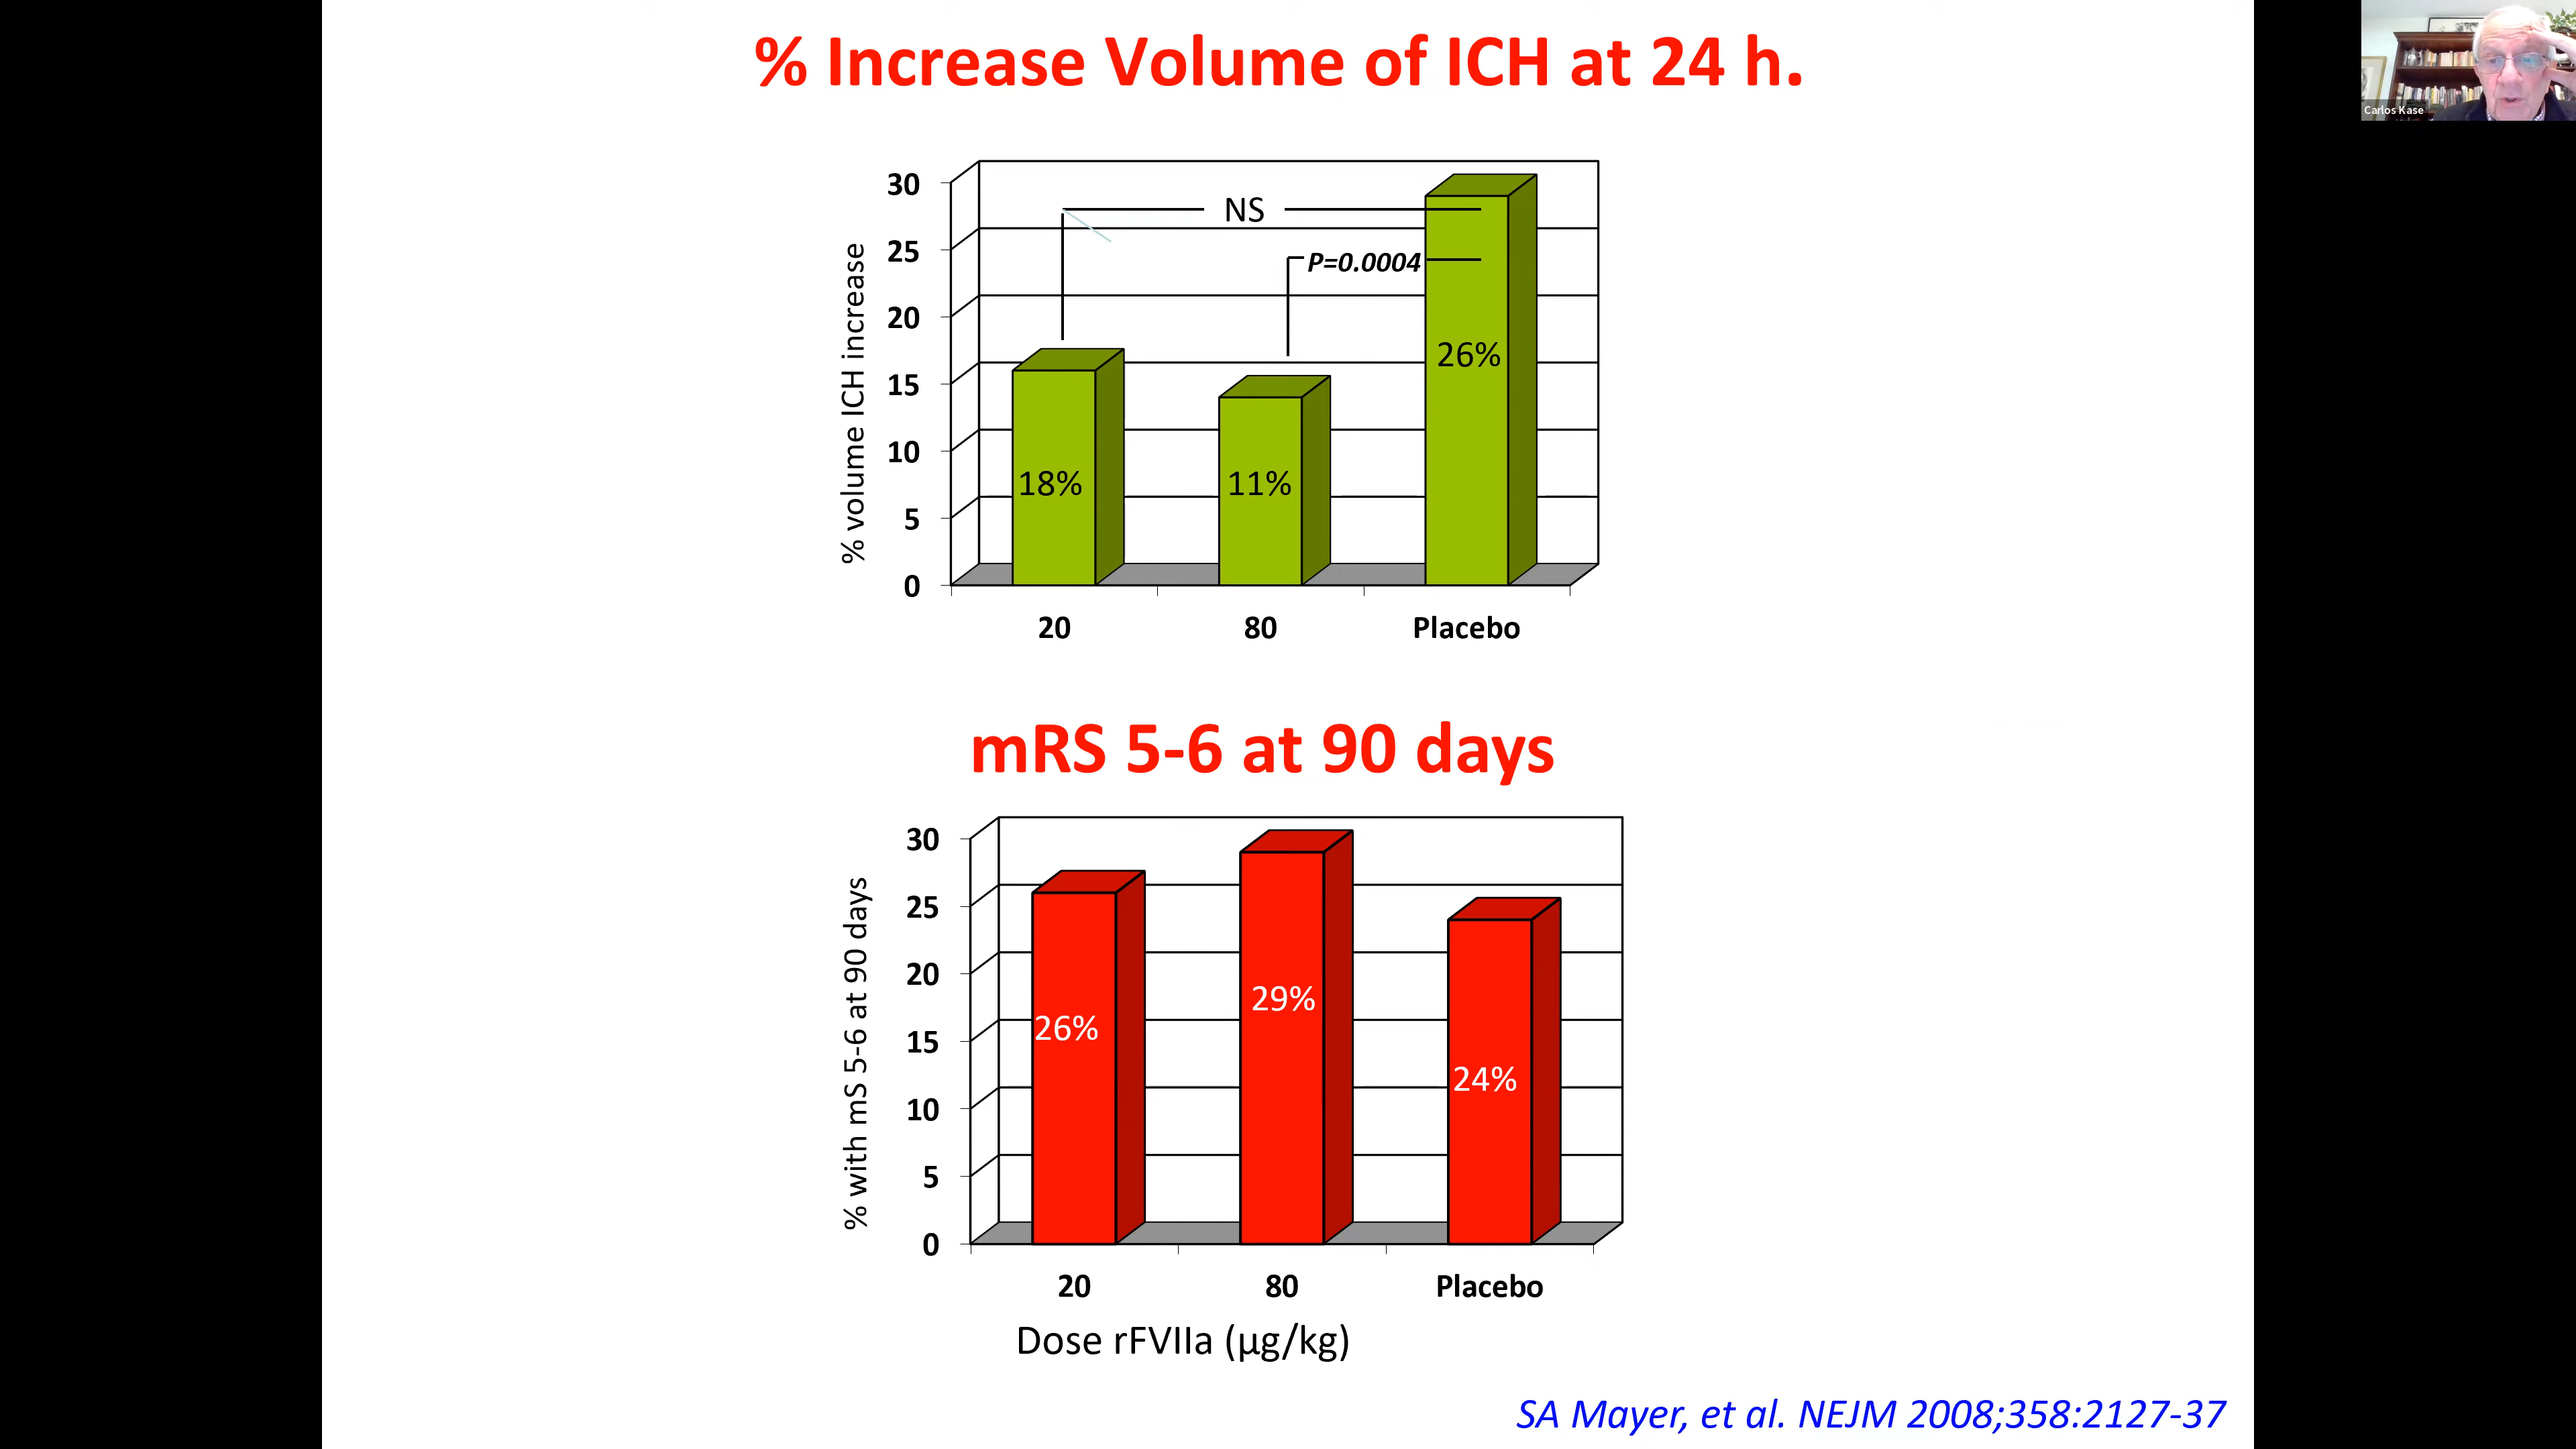 % Increase Volume of ICH at 24 h.
Carlos Kase
% volume ICH increase
30
25
20
15
10
5
0
NS
P=0.0004
18%
11%
26%
20
80
Placebo
mRS 5-6 at 90 days
% with mS 5-6 at 90 days
30
25
20
15
10
5
0
26%
29%
24%
20
80
Placebo
Dose rFVIIa (µg/kg)
SA Mayer, et al. NEJM 2008;358:2127-37